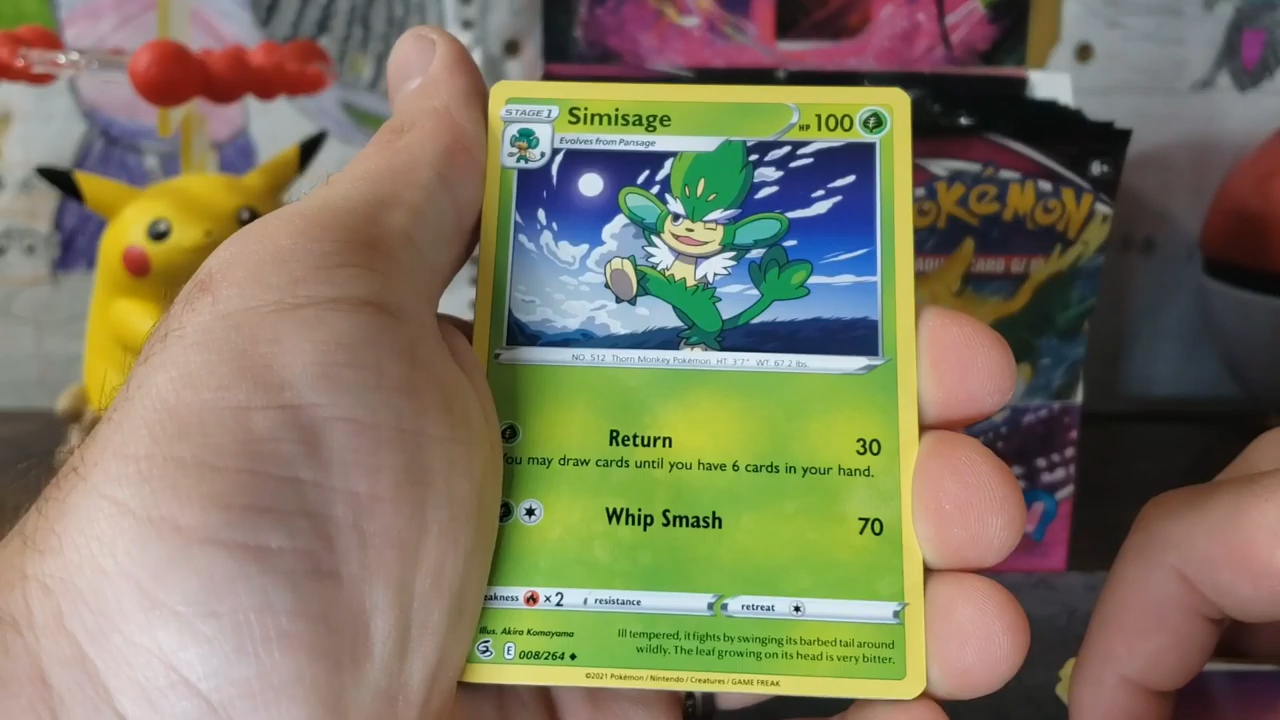 STAGE 1
Simisage
HP 100
Evolves from Pansage
NO. 512 Thorn Monkey Pokémon HT: 3'7" WT: 67.2 lbs.
Return 30
You may draw cards until you have 6 cards in your hand.
Whip Smash 70
eakness ×2 resistance retreat
Illus. Akira Komayama
E 008/264
Ill tempered, it fights by swinging its barbed tail around
wildly. The leaf growing on its head is very bitter.
©2021 Pokémon / Nintendo / Creatures / GAME FREAK
OKÉMON
CARD